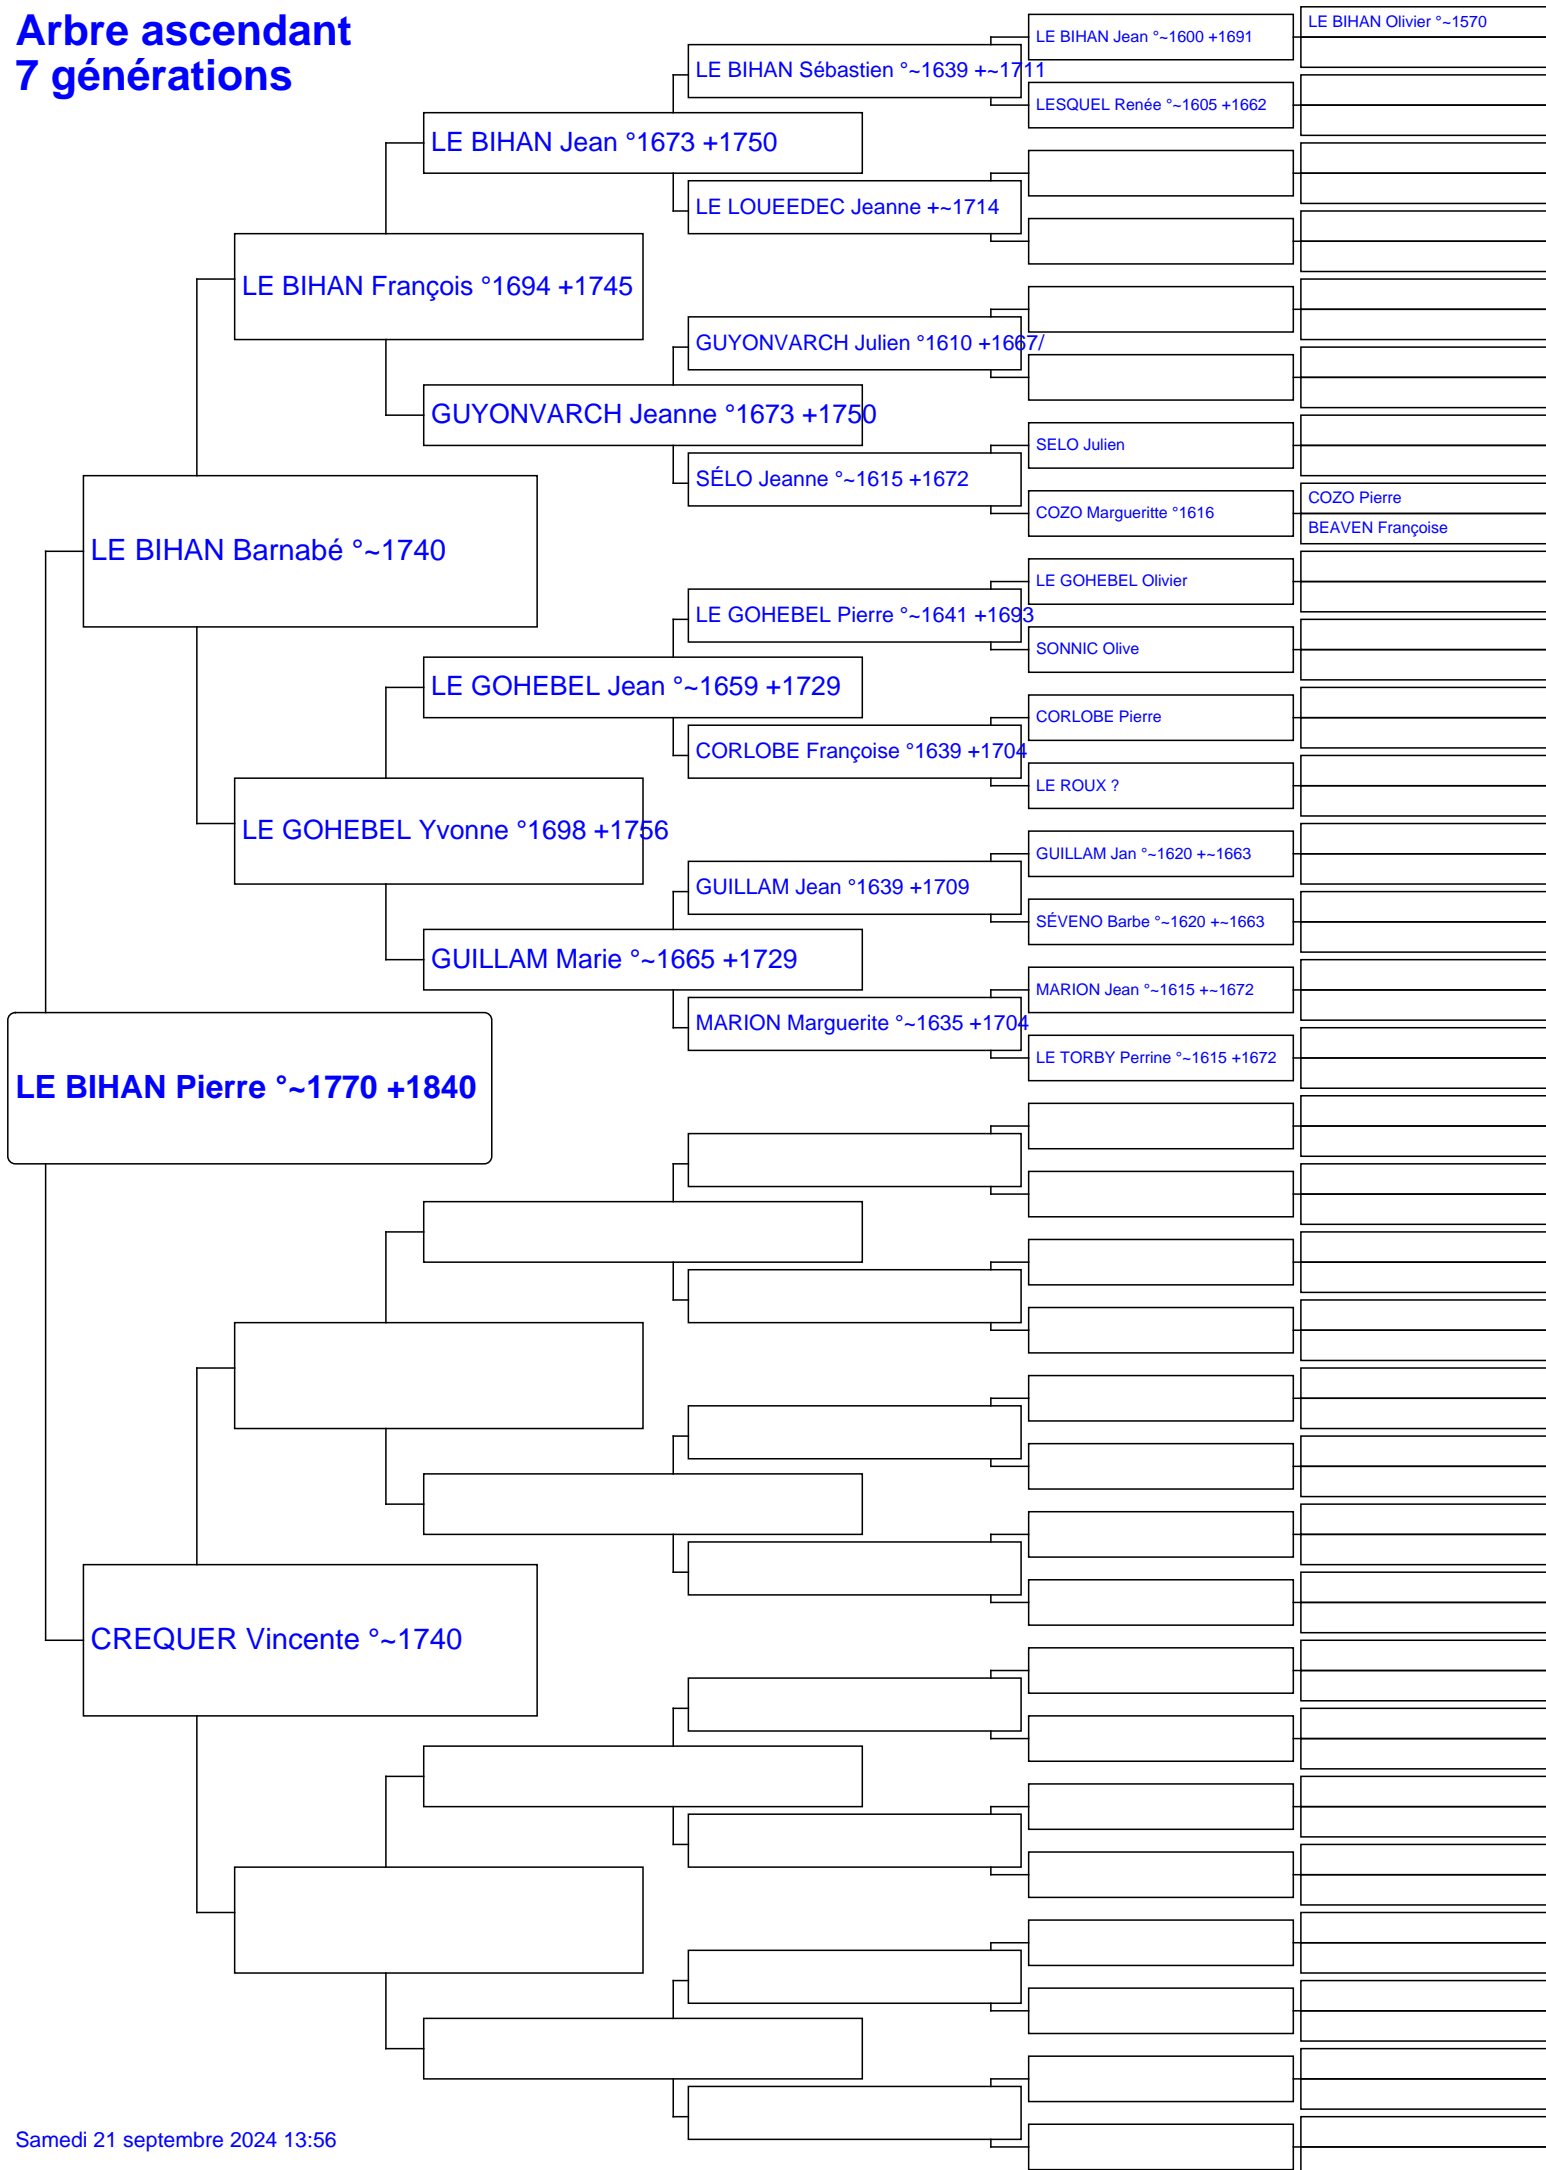 Arbre ascendant
7 générations
LE BIHAN Pierre °~1770 +1840
LE BIHAN Barnabé °~1740
CREQUER Vincente °~1740
LE BIHAN François °1694 +1745
LE GOHEBEL Yvonne °1698 +1756
LE BIHAN Jean °1673 +1750
GUYONVARCH Jeanne °1673 +1750
LE GOHEBEL Jean °~1659 +1729
GUILLAM Marie °~1665 +1729
LE BIHAN Sébastien °~1639 +~1711
LE LOUEEDEC Jeanne +~1714
GUYONVARCH Julien °1610 +1667/
SÉLO Jeanne °~1615 +1672
LE GOHEBEL Pierre °~1641 +1693
CORLOBE Françoise °1639 +1704
GUILLAM Jean °1639 +1709
MARION Marguerite °~1635 +1704
LE BIHAN Jean °~1600 +1691
LESQUEL Renée °~1605 +1662
SELO Julien
COZO Margueritte °1616
LE GOHEBEL Olivier
SONNIC Olive
CORLOBE Pierre
LE ROUX ?
GUILLAM Jan °~1620 +~1663
SÉVENO Barbe °~1620 +~1663
MARION Jean °~1615 +~1672
LE TORBY Perrine °~1615 +1672
LE BIHAN Olivier °~1570
COZO Pierre
BEAVEN Françoise
Samedi 21 septembre 2024 13:56